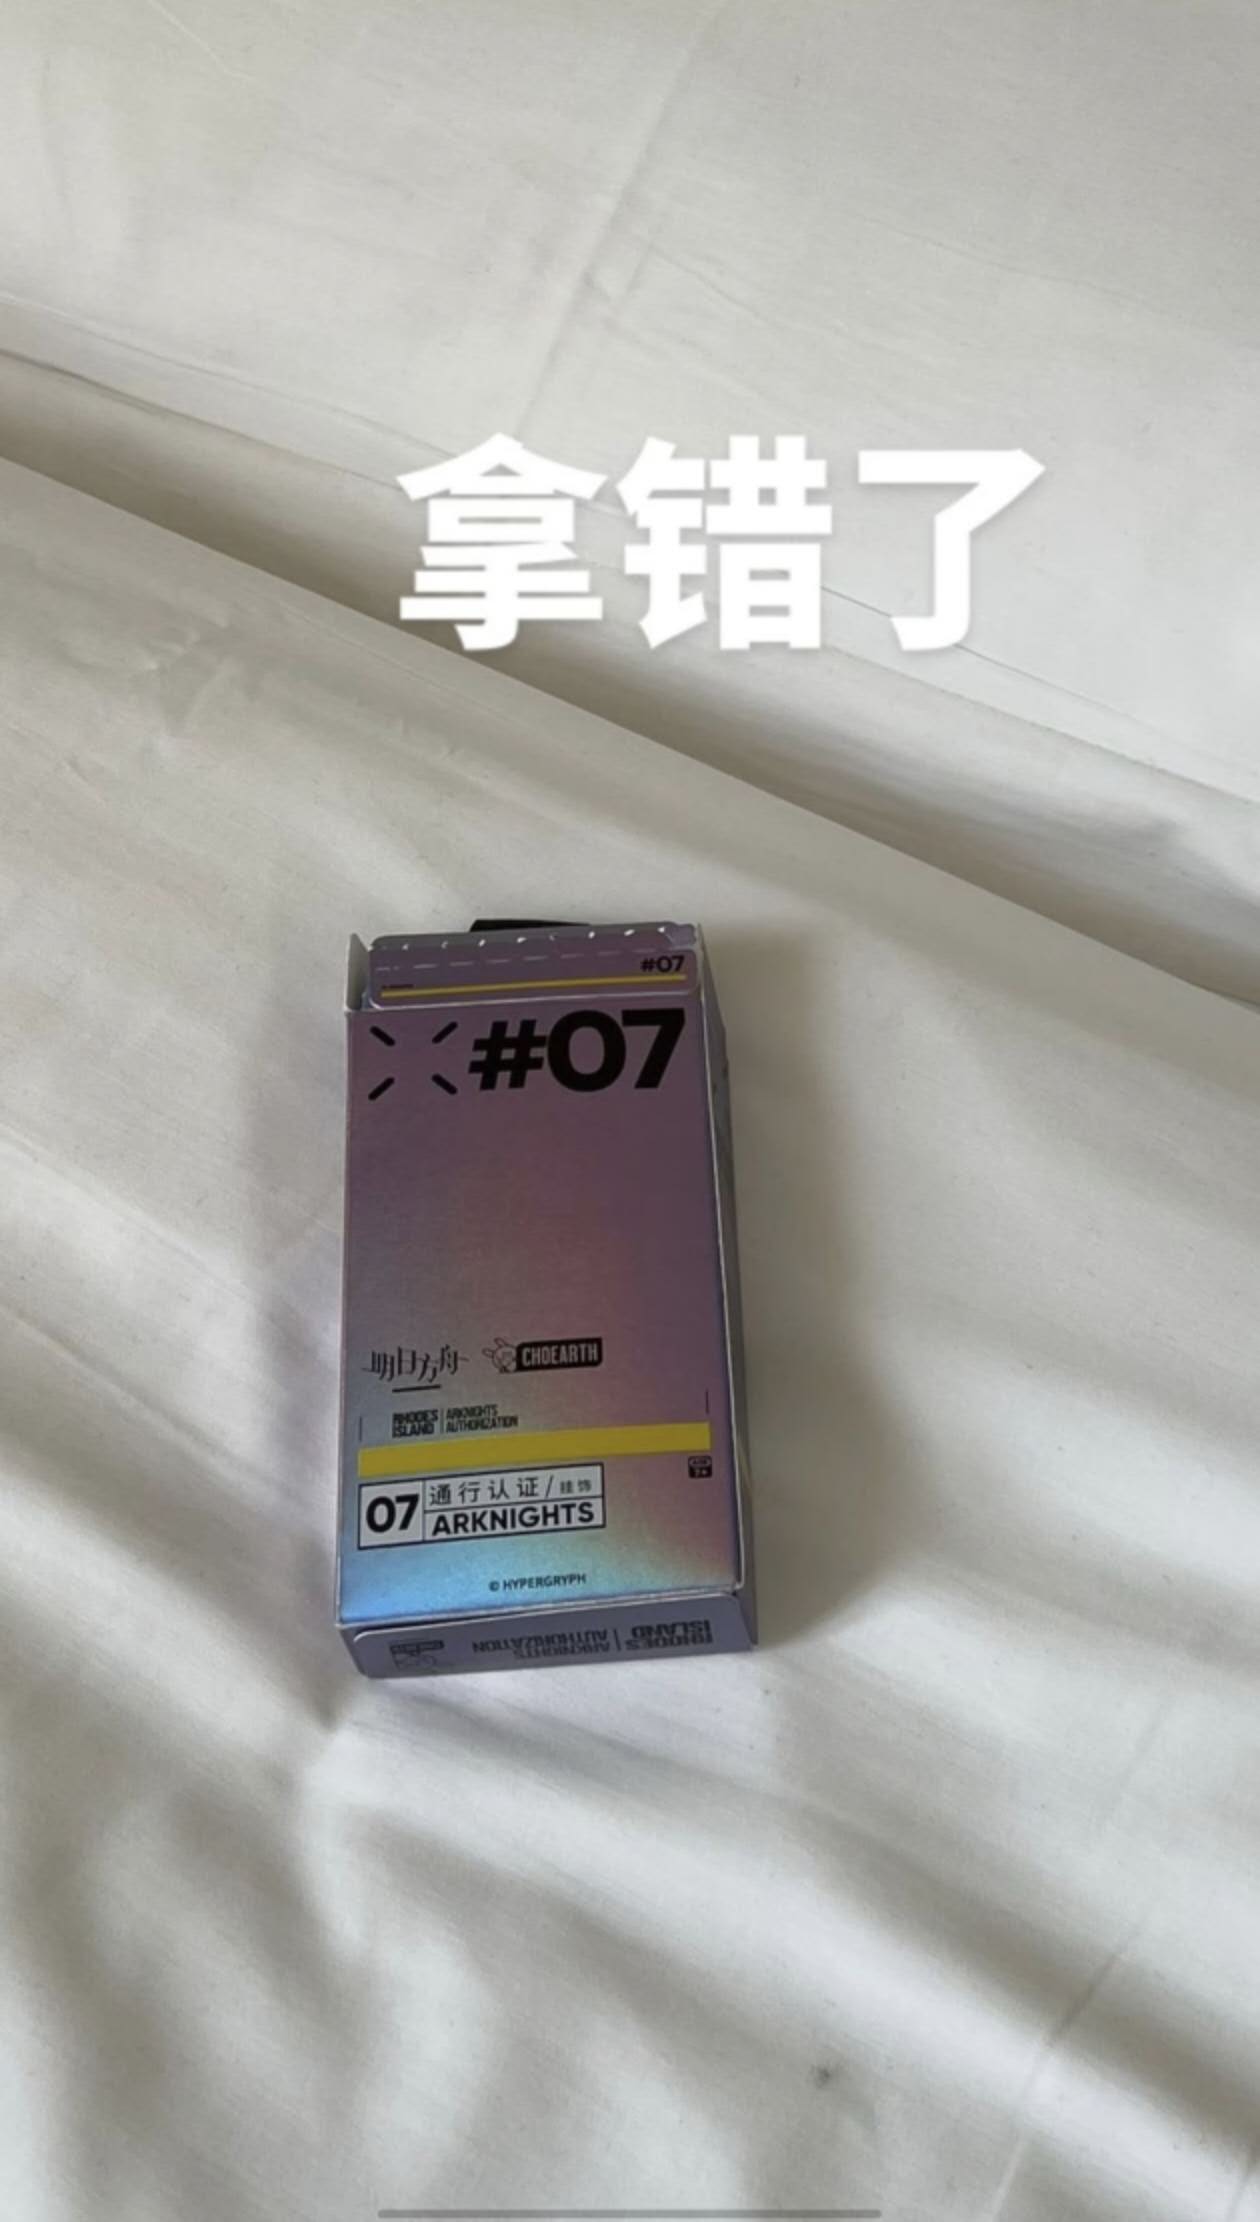 拿错了
#07
#07
明日方舟
CHOEARTH
RHODES ISLAND
ARKNIGHTS AUTHORIZATION
07
通行认证/挂饰
ARKNIGHTS
© HYPERGRYPH
RHODES ISLAND
ARKNIGHTS AUTHORIZATION